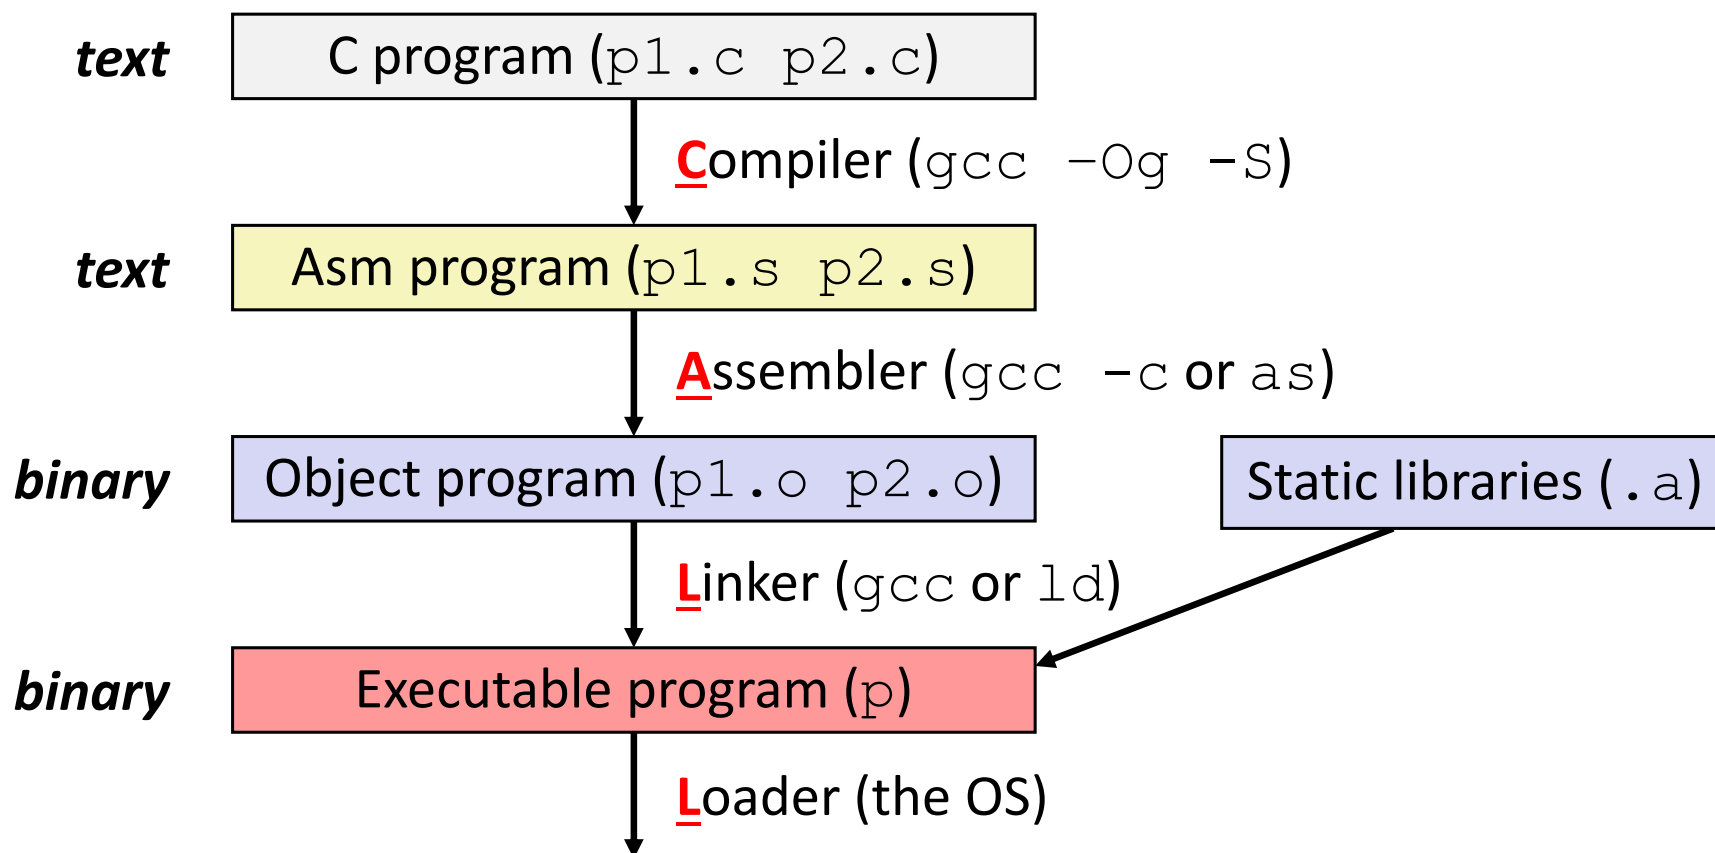 text C program (p1.c p2.c)
Compiler (gcc -Og -S)
text Asm program (p1.s p2.s)
Assembler (gcc -c or as)
binary Object program (p1.o p2.o) Static libraries (.a)
Linker (gcc or ld)
binary Executable program (p)
Loader (the OS)